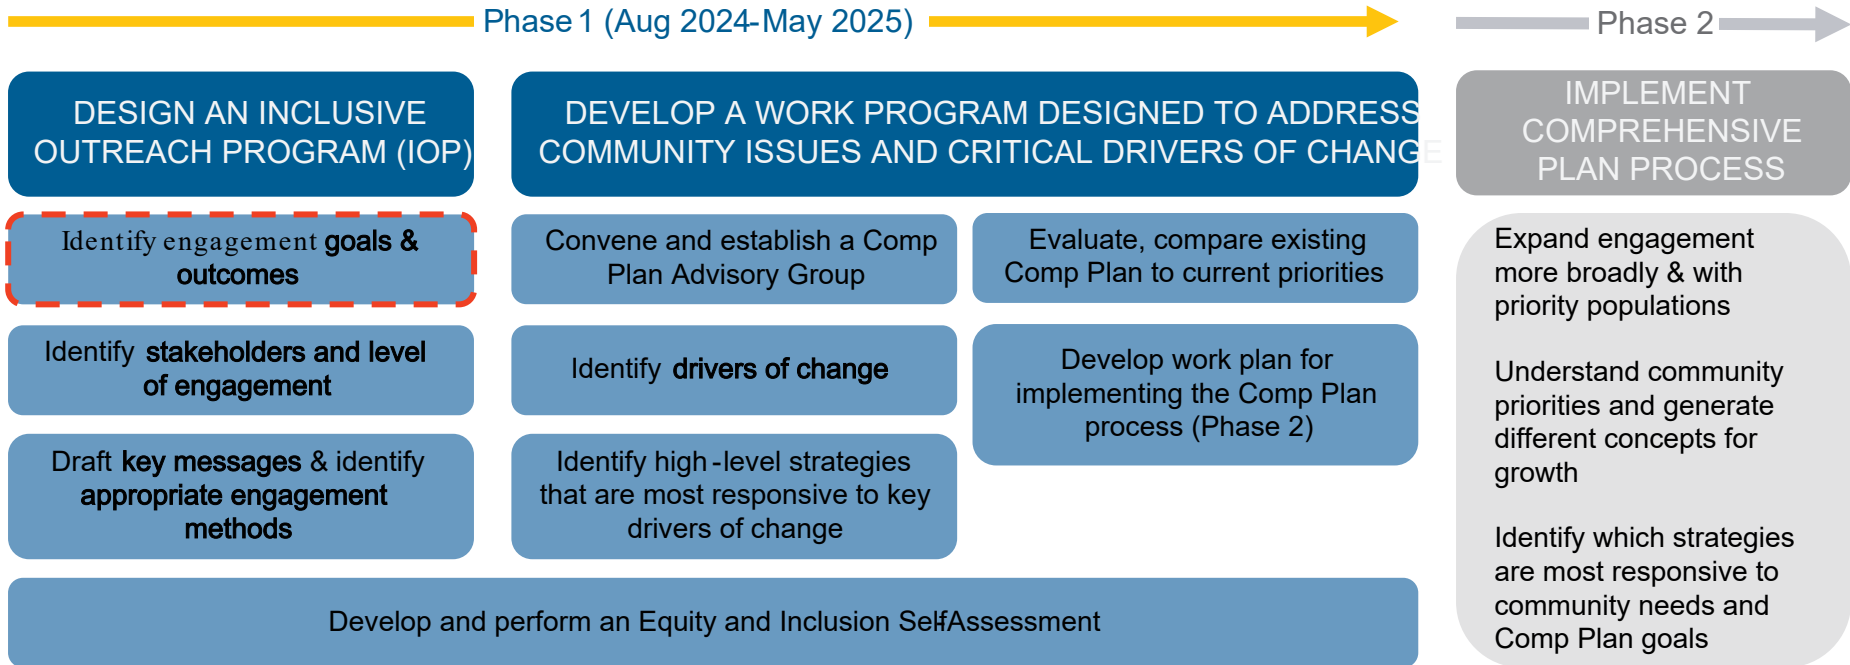 Phase 1 (Aug 2024-May 2025)
Phase 2
DESIGN AN INCLUSIVE
OUTREACH PROGRAM (IOP)
DEVELOP A WORK PROGRAM DESIGNED TO ADDRESS
COMMUNITY ISSUES AND CRITICAL DRIVERS OF CHANGE
IMPLEMENT
COMPREHENSIVE
PLAN PROCESS
Identify engagement goals &
outcomes
Identify stakeholders and level
of engagement
Draft key messages & identify
appropriate engagement
methods
Convene and establish a Comp
Plan Advisory Group
Identify drivers of change
Identify high-level strategies
that are most responsive to key
drivers of change
Evaluate, compare existing
Comp Plan to current priorities
Develop work plan for
implementing the Comp Plan
process (Phase 2)
Develop and perform an Equity and Inclusion Self-Assessment
Expand engagement
more broadly & with
priority populations
Understand community
priorities and generate
different concepts for
growth
Identify which strategies
are most responsive to
community needs and
Comp Plan goals